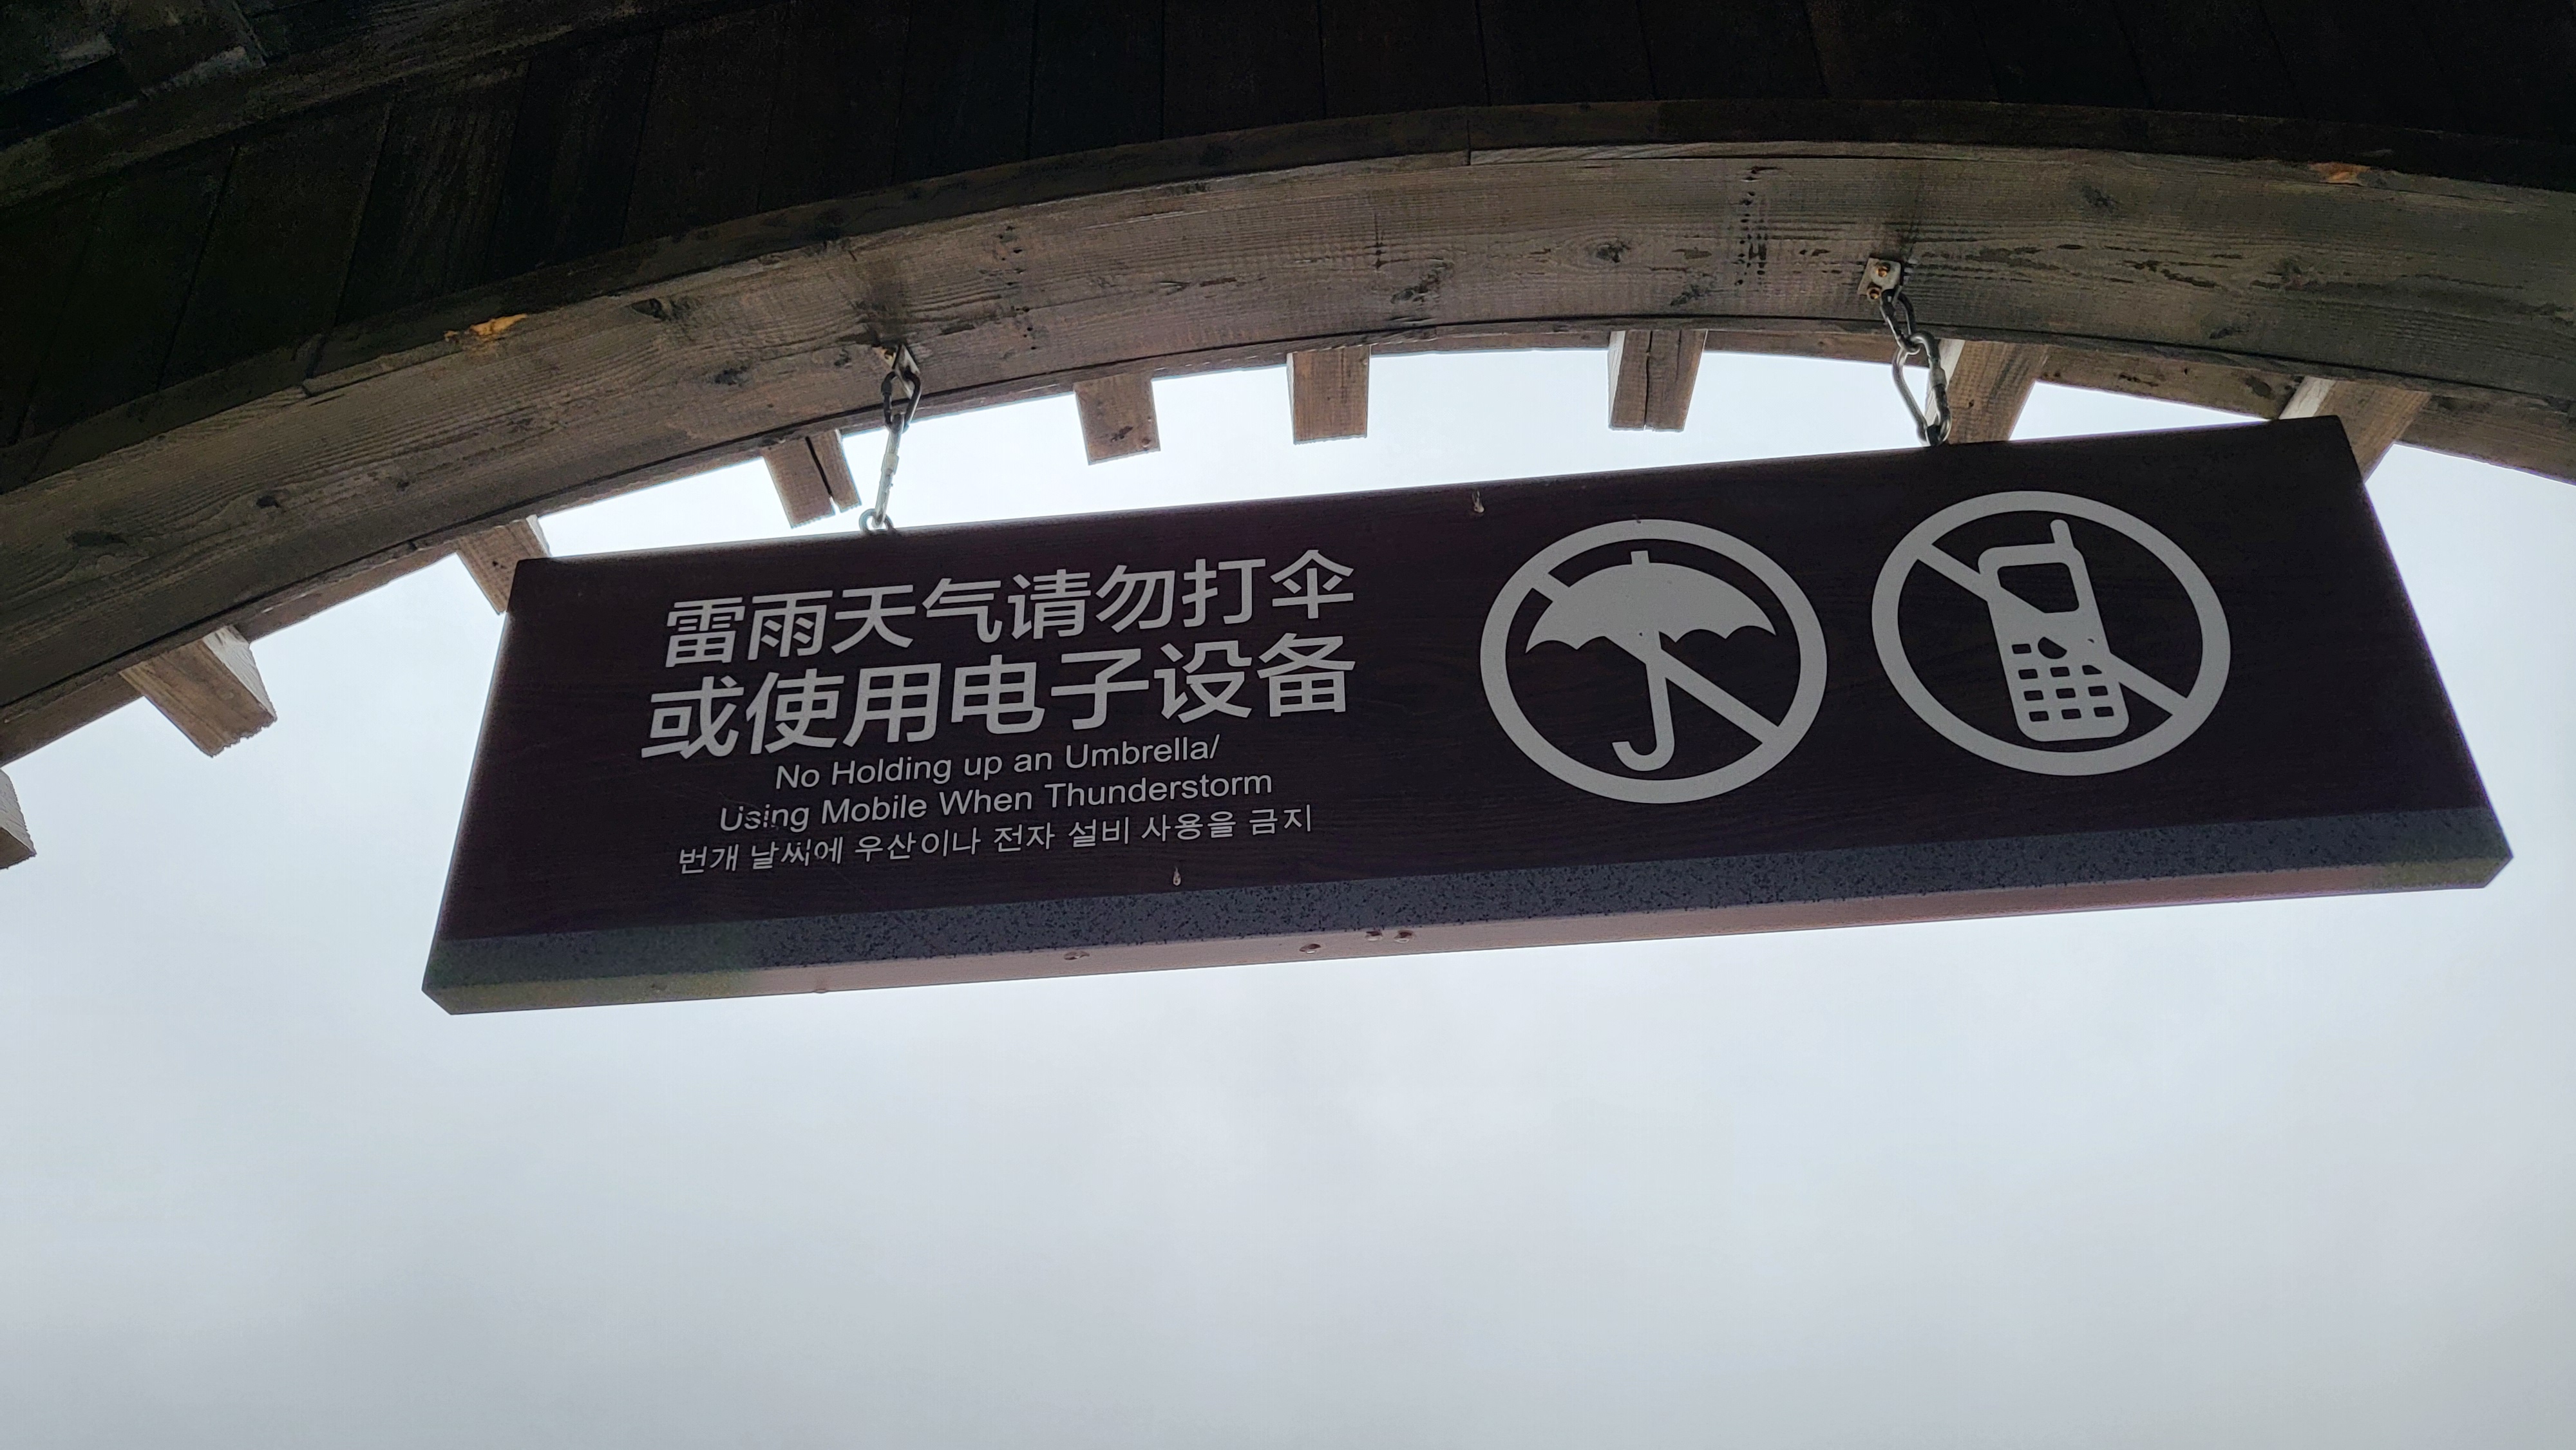 雷雨天气请勿打伞
或使用电子设备
No Holding up an Umbrella/
Using Mobile When Thunderstorm
번개 날씨에 우산이나 전자 설비 사용을 금지